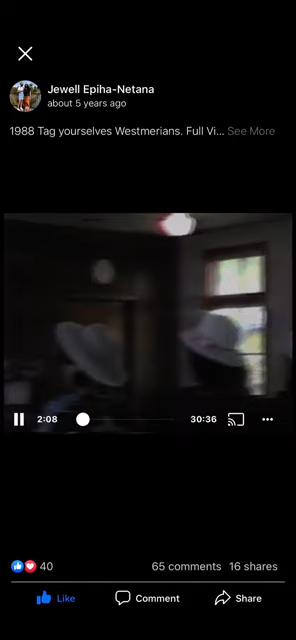 Jewell Epiha-Netana
about 5 years ago
1988 Tag yourselves Westmerians. Full Vi... See More
2:08 30:36
40 65 comments 16 shares
Like Comment Share